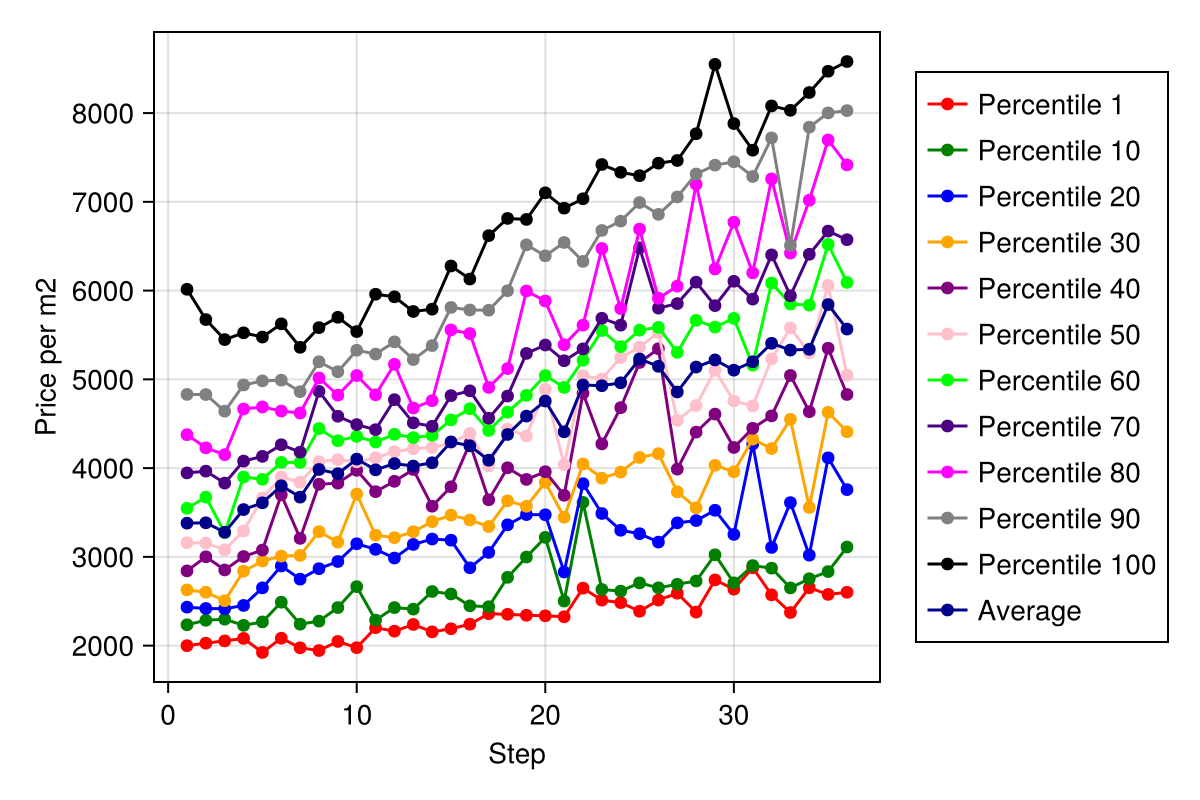 8000
7000
6000
5000
4000
3000
2000
Price per m2
0 10 20 30
Step
Percentile 1
Percentile 10
Percentile 20
Percentile 30
Percentile 40
Percentile 50
Percentile 60
Percentile 70
Percentile 80
Percentile 90
Percentile 100
Average